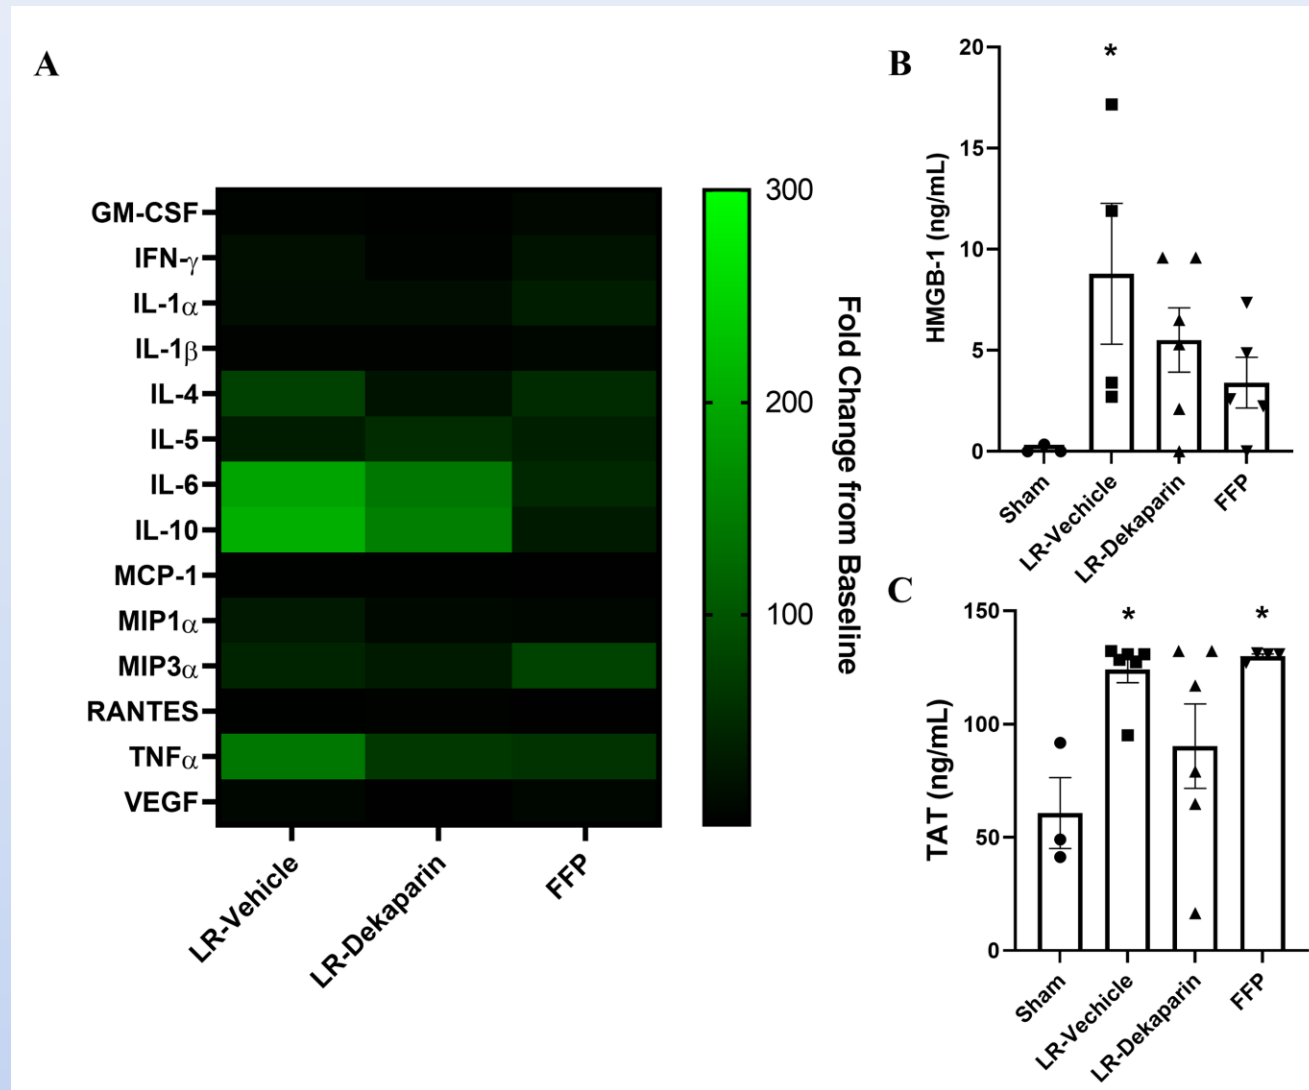 A
GM-CSF
IFN-γ
IL-1α
IL-1β
IL-4
IL-5
IL-6
IL-10
MCP-1
MIP1α
MIP3α
RANTES
TNFα
VEGF
LR-Vehicle
LR-Dekaparin
FFP
300
200
100
Fold Change from Baseline
B
*
HMGB-1 (ng/mL)
20
15
10
5
0
Sham
LR-Vechicle
LR-Dekaparin
FFP
C
*
*
TAT (ng/mL)
150
100
50
0
Sham
LR-Vechicle
LR-Dekaparin
FFP